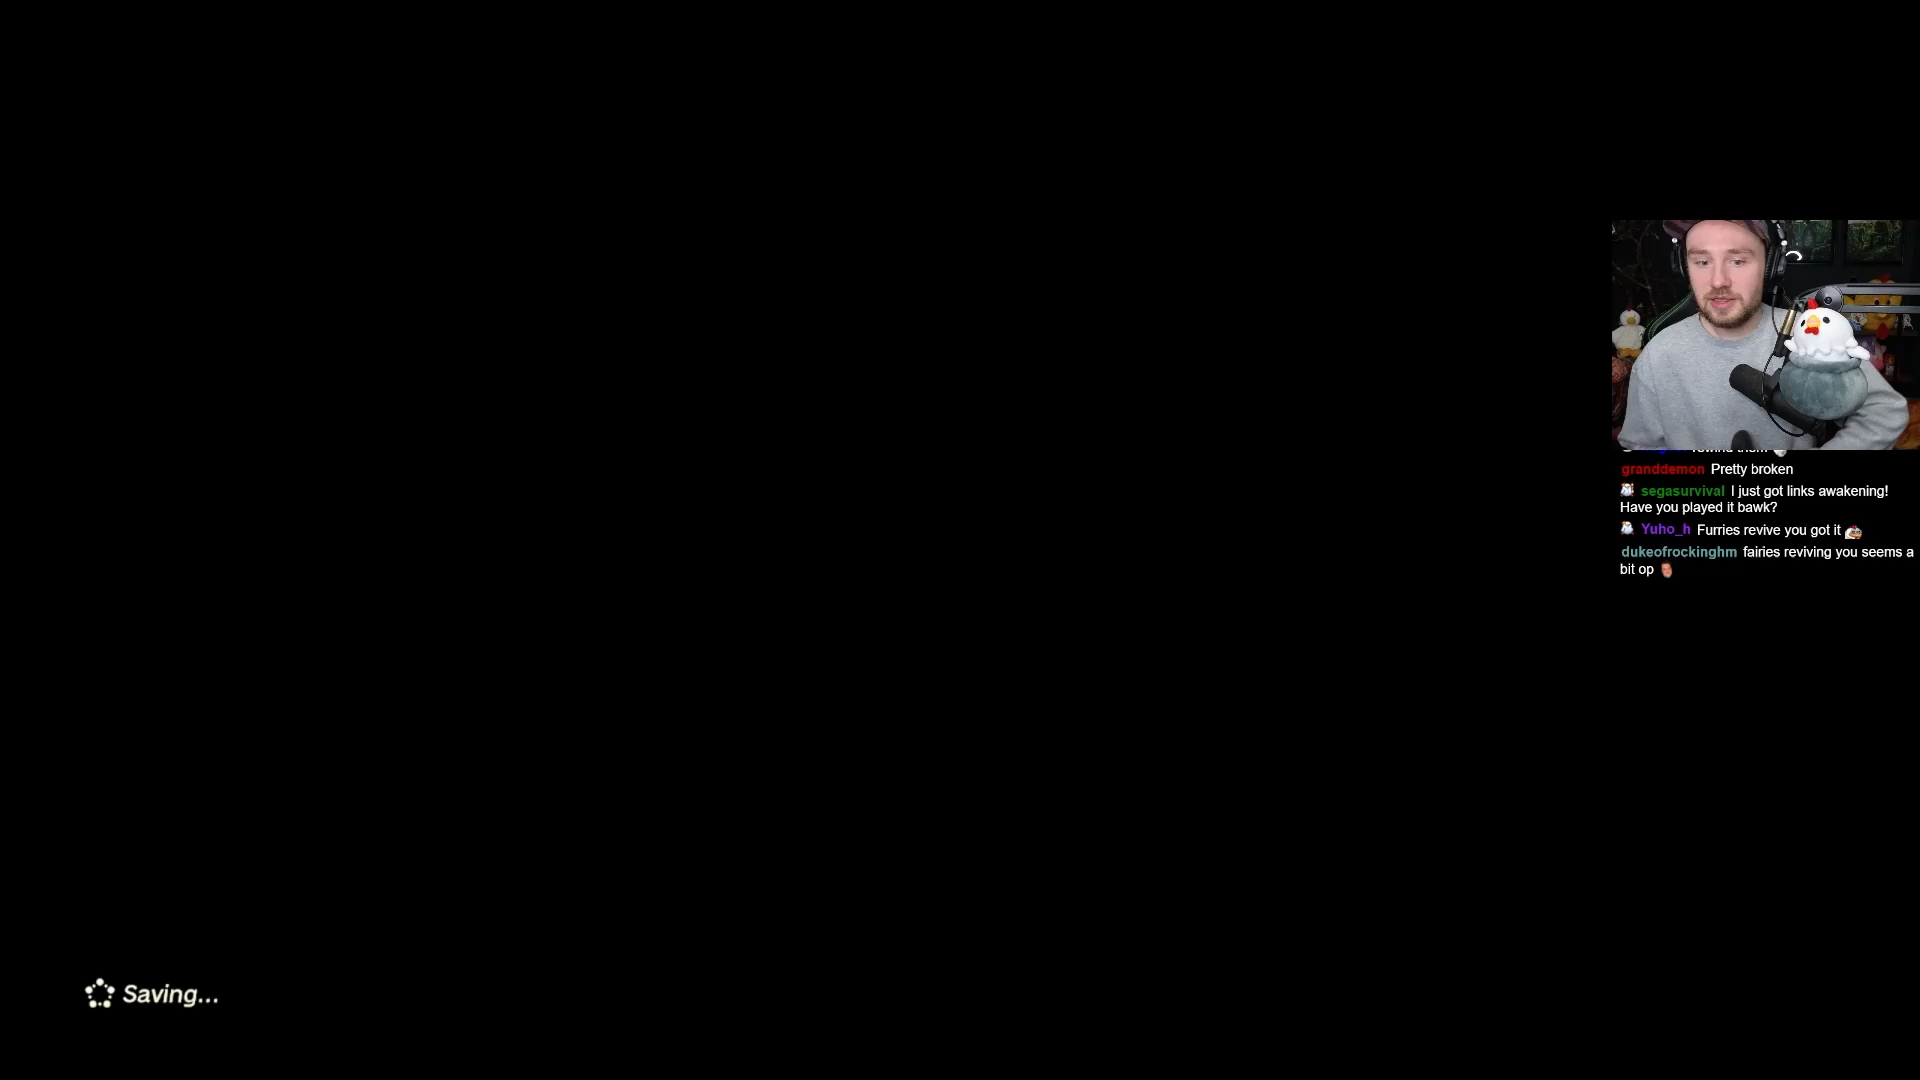 granddemon Pretty broken
segasurvival I just got links awakening!
Have you played it bawk?
Yuho_h Furries revive you got it
dukeofrockinghm fairies reviving you seems a
bit op
Saving...